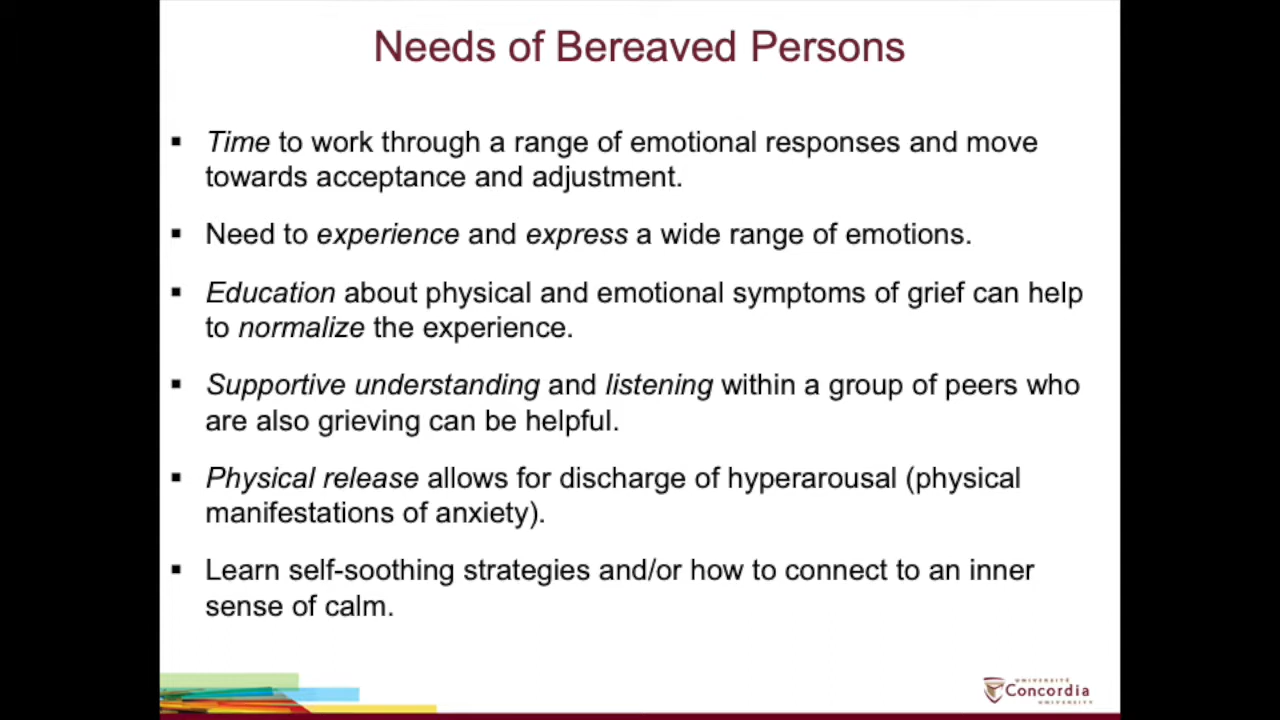 Needs of Bereaved Persons
▪ Time to work through a range of emotional responses and move
towards acceptance and adjustment.
▪ Need to experience and express a wide range of emotions.
▪ Education about physical and emotional symptoms of grief can help
to normalize the experience.
▪ Supportive understanding and listening within a group of peers who
are also grieving can be helpful.
▪ Physical release allows for discharge of hyperarousal (physical
manifestations of anxiety).
▪ Learn self-soothing strategies and/or how to connect to an inner
sense of calm.
UNIVERSITÉ
Concordia
UNIVERSITY